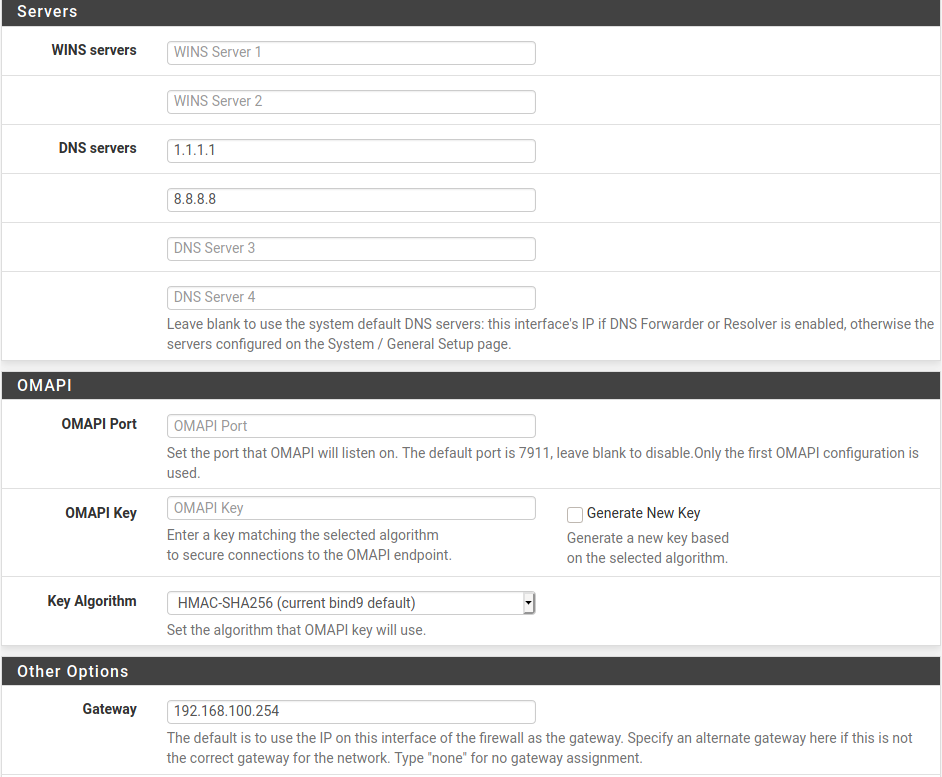 Servers
WINS servers
WINS Server 1
WINS Server 2
DNS servers
1.1.1.1
8.8.8.8
DNS Server 3
DNS Server 4
Leave blank to use the system default DNS servers: this interface's IP if DNS Forwarder or Resolver is enabled, otherwise the
servers configured on the System / General Setup page.
OMAPI
OMAPI Port
OMAPI Port
Set the port that OMAPI will listen on. The default port is 7911, leave blank to disable.Only the first OMAPI configuration is
used.
OMAPI Key
OMAPI Key
Enter a key matching the selected algorithm
to secure connections to the OMAPI endpoint.
Generate New Key
Generate a new key based
on the selected algorithm.
Key Algorithm
HMAC-SHA256 (current bind9 default)
Set the algorithm that OMAPI key will use.
Other Options
Gateway
192.168.100.254
The default is to use the IP on this interface of the firewall as the gateway. Specify an alternate gateway here if this is not
the correct gateway for the network. Type "none" for no gateway assignment.